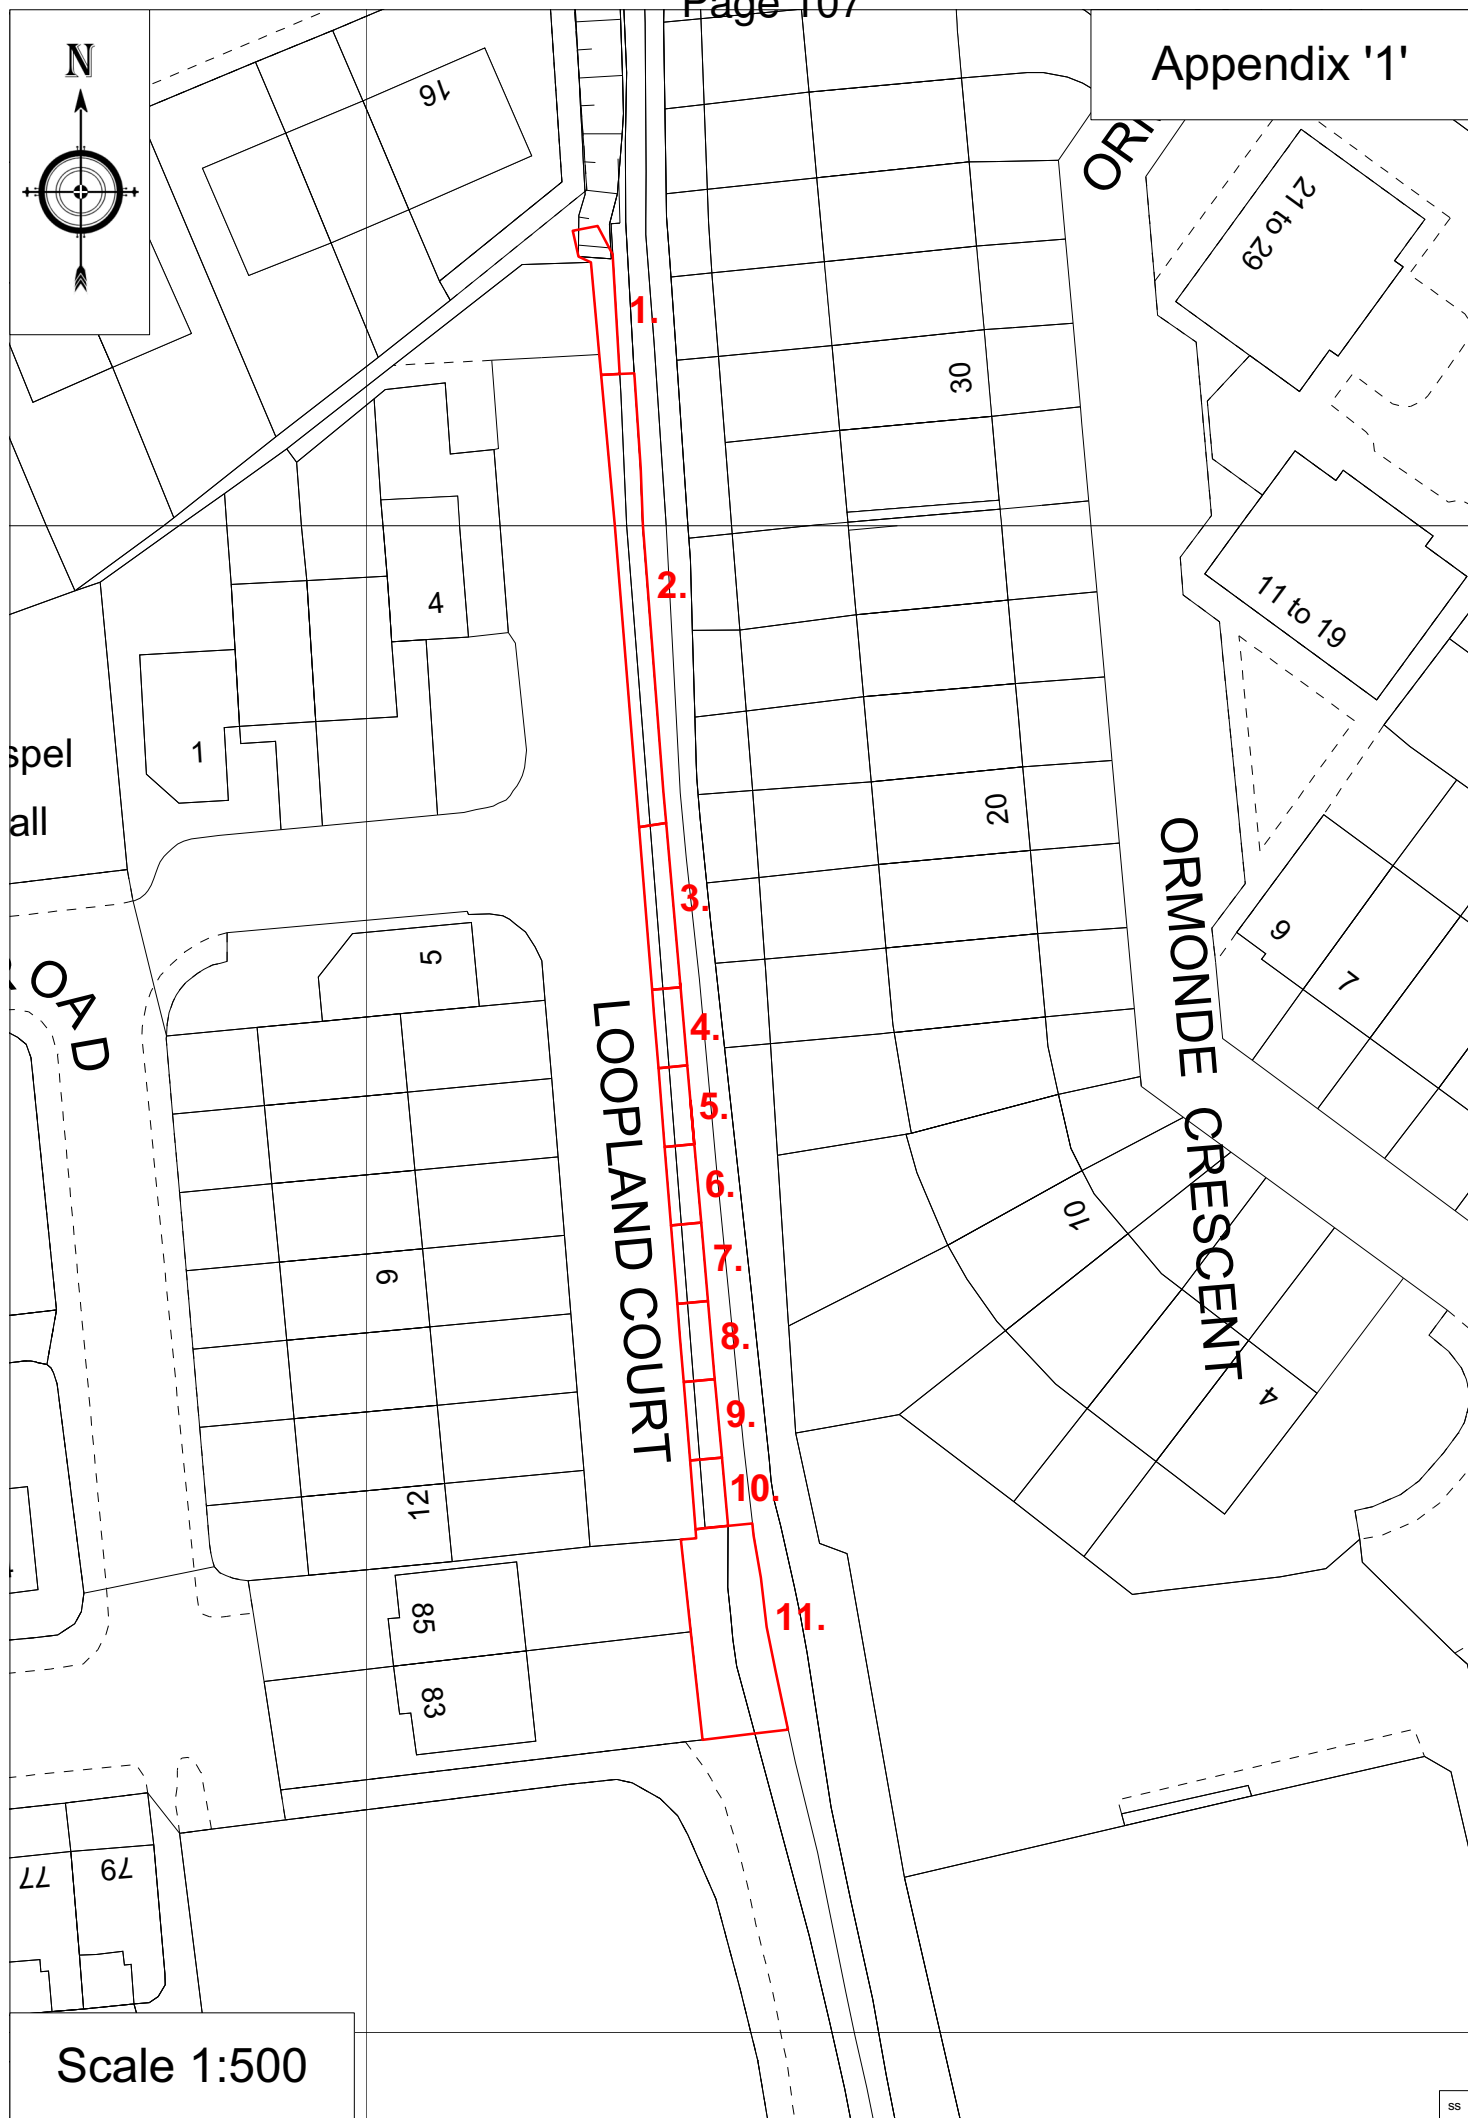 Page 107
Appendix '1'
N
16
ORM
21 to 29
1.
30
2.
4
11 to 19
1
spel
all
20
3.
ORMONDE CRESCENT
9
7
5
OAD
LOOPLAND COURT
4.
5.
6.
10
7.
9
8.
4
9.
12
10.
85
11.
83
77
79
Scale 1:500
ss